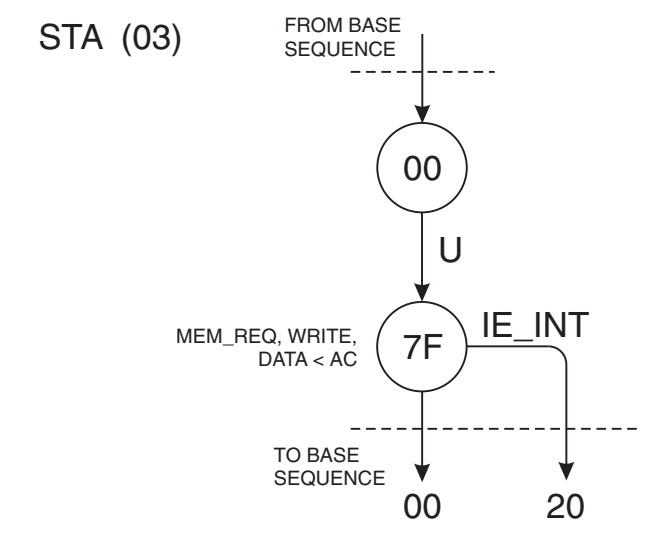 STA (03)
FROM BASE
SEQUENCE
00
U
IE_INT
MEM_REQ, WRITE,
DATA < AC
7F
TO BASE
SEQUENCE
00
20